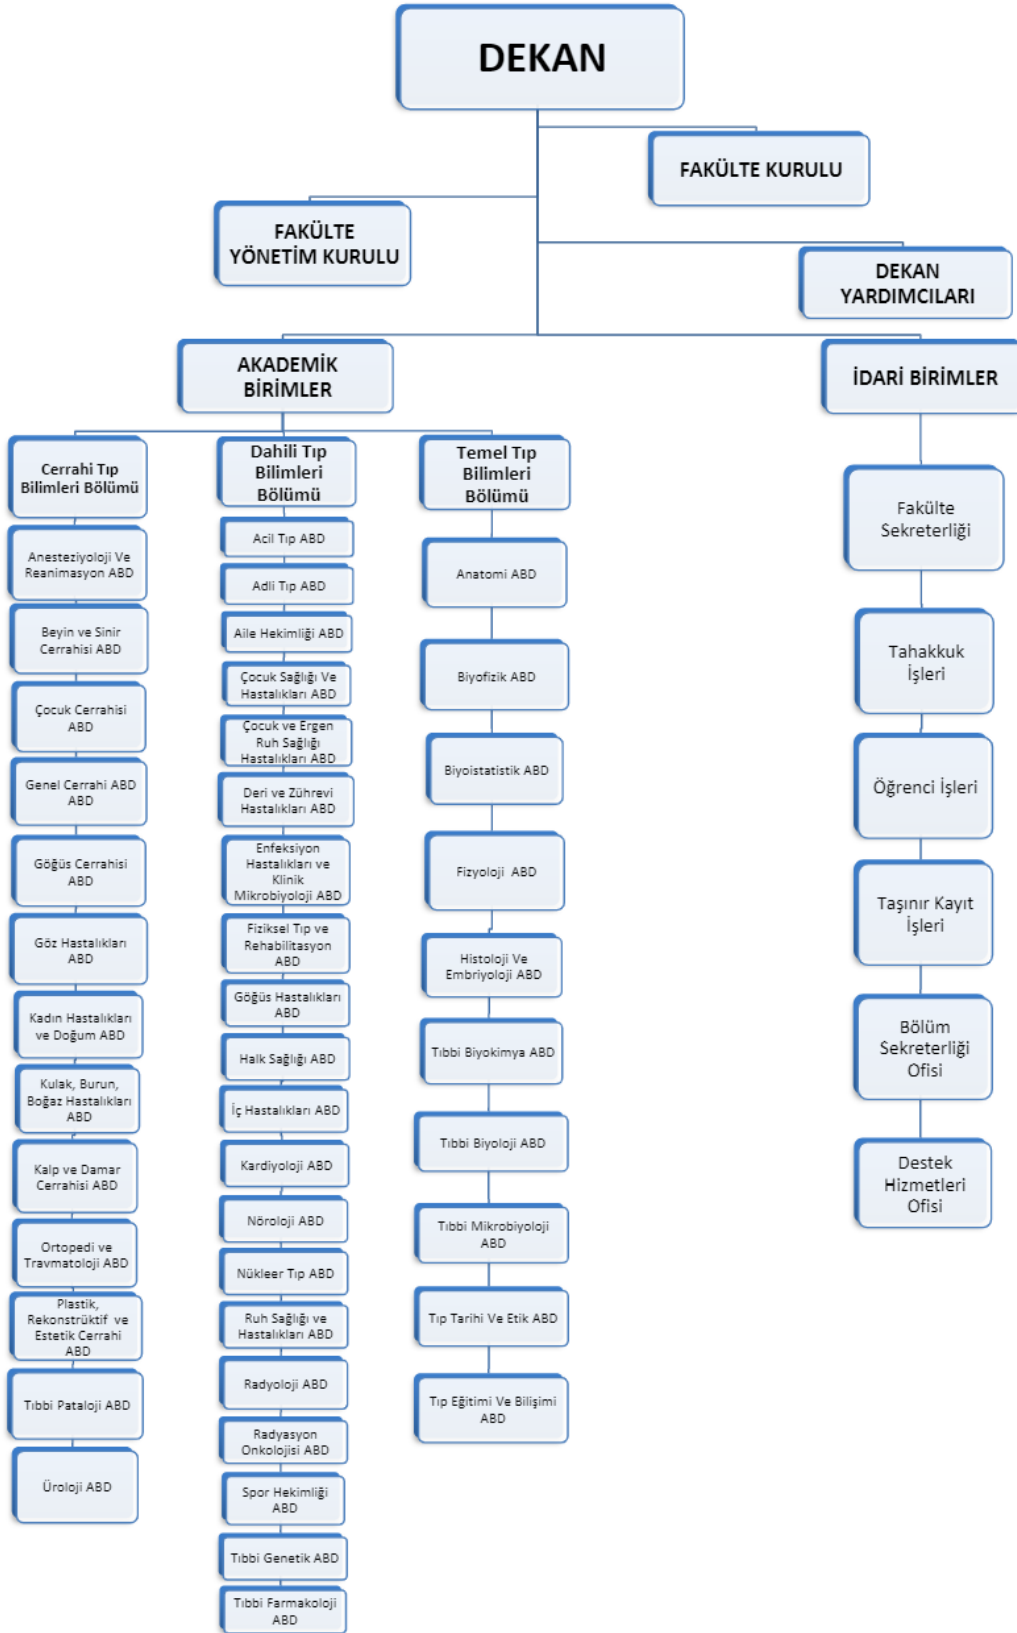 DEKAN
FAKÜLTE KURULU
FAKÜLTE
YÖNETİM KURULU
DEKAN
YARDIMCILARI
AKADEMİK
BİRİMLER
İDARİ BİRİMLER
Cerrahi Tıp
Bilimleri Bölümü
Anesteziyoloji Ve
Reanimasyon ABD
Beyin ve Sinir
Cerrahisi ABD
Çocuk Cerrahisi
ABD
Genel Cerrahi ABD
ABD
Göğüs Cerrahisi
ABD
Göz Hastalıkları
ABD
Kadın Hastalıkları
ve Doğum ABD
Kulak, Burun,
Boğaz Hastalıkları
ABD
Kalp ve Damar
Cerrahisi ABD
Ortopedi ve
Travmatoloji ABD
Plastik,
Rekonstrüktif ve
Estetik Cerrahi
ABD
Tıbbi Pataloji ABD
Üroloji ABD
Dahili Tıp
Bilimleri
Bölümü
Acil Tıp ABD
Adli Tıp ABD
Aile Hekimliği ABD
Çocuk Sağlığı Ve
Hastalıkları ABD
Çocuk ve Ergen
Ruh Sağlığı
Hastalıkları ABD
Deri ve Zührevi
Hastalıkları ABD
Enfeksiyon
Hastalıkları ve
Klinik
Mikrobiyoloji ABD
Fiziksel Tıp ve
Rehabilitasyon
ABD
Göğüs Hastalıkları
ABD
Halk Sağlığı ABD
İç Hastalıkları ABD
Kardiyoloji ABD
Nöroloji ABD
Nükleer Tıp ABD
Ruh Sağlığı ve
Hastalıkları ABD
Radyoloji ABD
Radyasyon
Onkolojisi ABD
Spor Hekimliği
ABD
Tıbbi Genetik ABD
Tıbbi Farmakoloji
ABD
Temel Tıp
Bilimleri
Bölümü
Anatomi ABD
Biyofizik ABD
Biyoistatistik ABD
Fizyoloji ABD
Histoloji Ve
Embriyoloji ABD
Tıbbi Biyokimya ABD
Tıbbi Biyoloji ABD
Tıbbi Mikrobiyoloji
ABD
Tıp Tarihi Ve Etik ABD
Tıp Eğitimi Ve Bilişimi
ABD
Fakülte
Sekreterliği
Tahakkuk
İşleri
Öğrenci İşleri
Taşınır Kayıt
İşleri
Bölüm
Sekreterliği
Ofisi
Destek
Hizmetleri
Ofisi